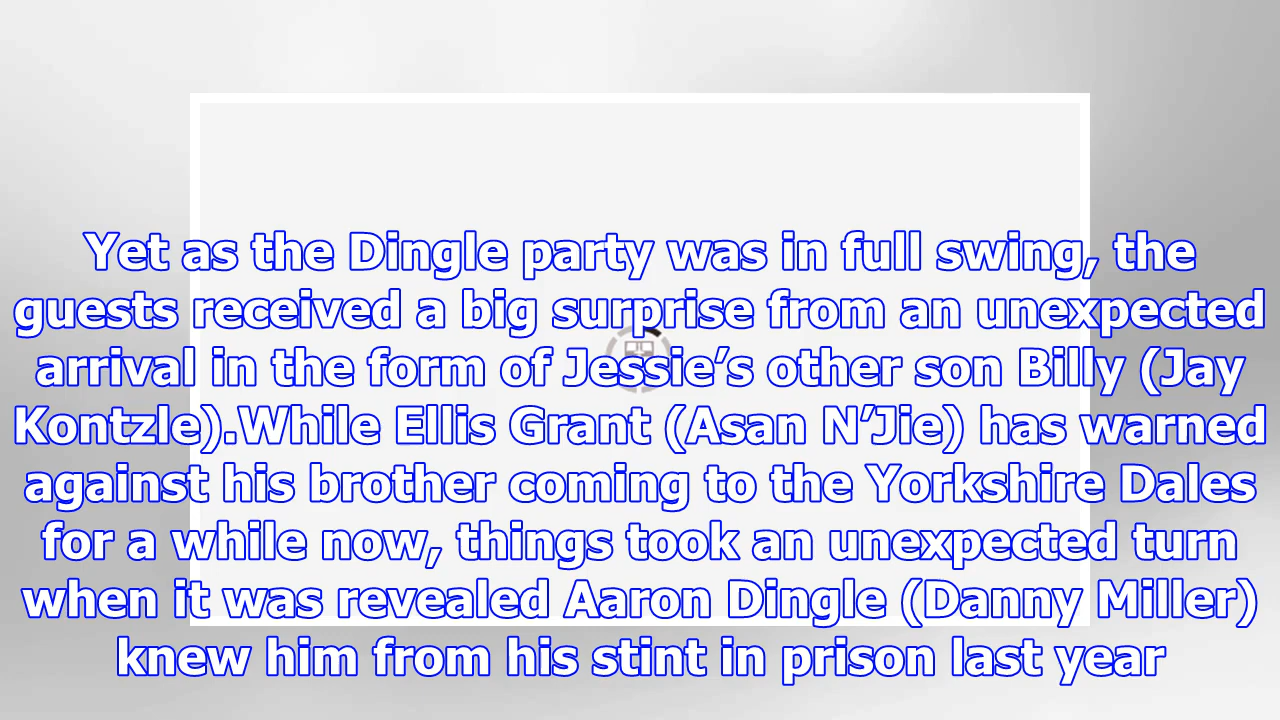 Yet as the Dingle party was in full swing, the
guests received a big surprise from an unexpected
arrival in the form of Jessie’s other son Billy (Jay
Kontzle).While Ellis Grant (Asan N’Jie) has warned
against his brother coming to the Yorkshire Dales
for a while now, things took an unexpected turn
when it was revealed Aaron Dingle (Danny Miller)
knew him from his stint in prison last year